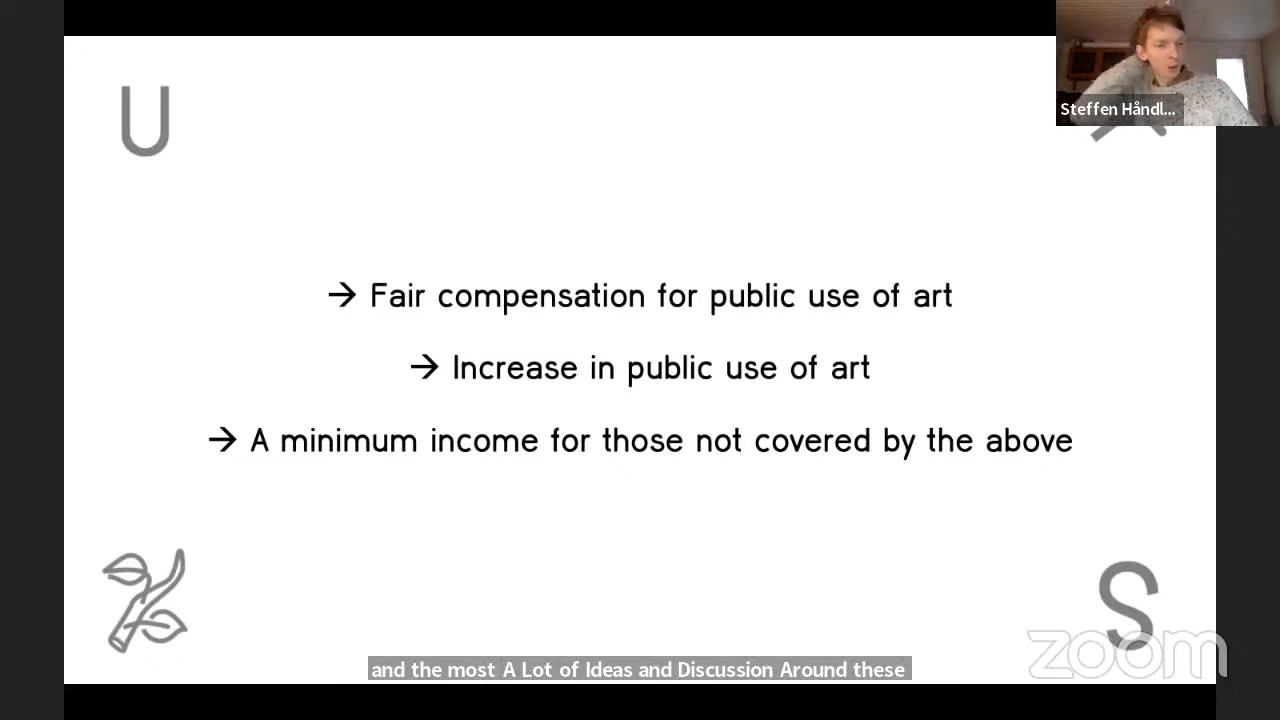 U
Steffen Håndl...
→ Fair compensation for public use of art
→ Increase in public use of art
→ A minimum income for those not covered by the above
S
zoom
and the most A Lot of Ideas and Discussion Around these